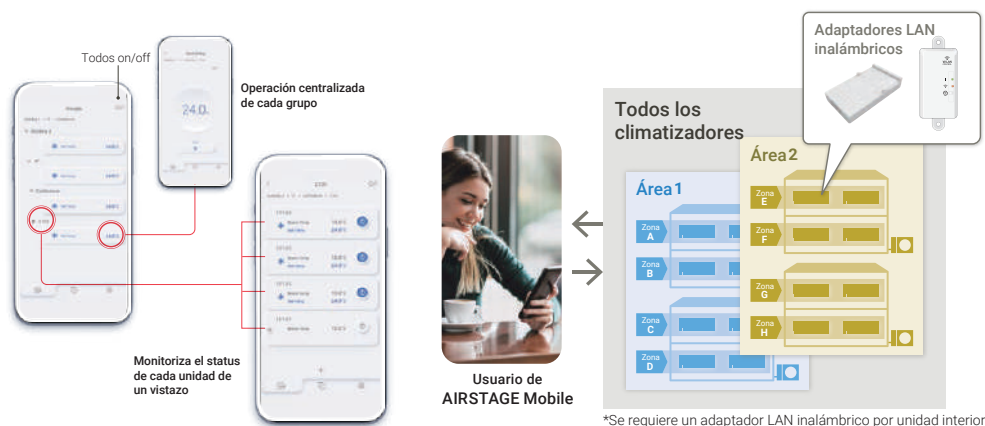 Todos on/off
24.0
Operación centralizada
de cada grupo
Monitoriza el status
de cada unidad de
un vistazo
Usuario de
AIRSTAGE Mobile
Todos los
climatizadores
Adaptadores LAN
inalámbricos
Área1
Zona
A
Zona
B
Zona
C
Zona
D
Área2
Zona
E
Zona
F
Zona
G
Zona
H
*Se requiere un adaptador LAN inalámbrico por unidad interior